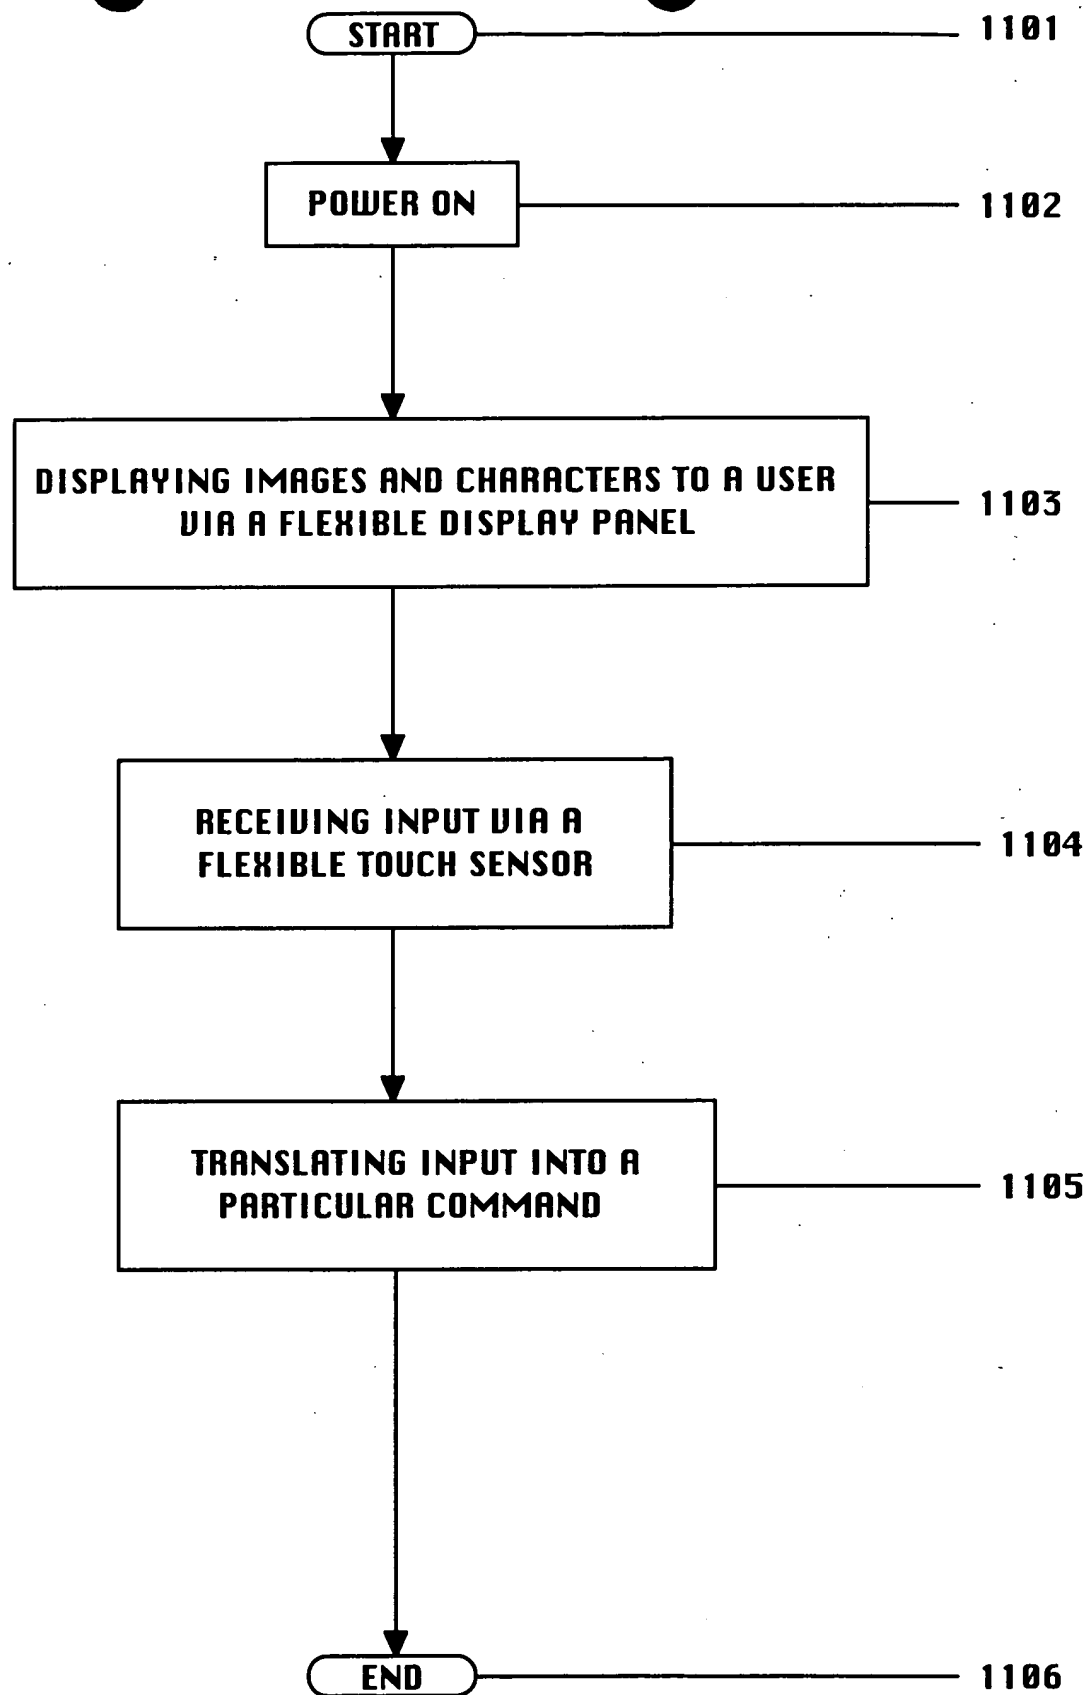 START 1101
POWER ON 1102
DISPLAYING IMAGES AND CHARACTERS TO A USER
VIA A FLEXIBLE DISPLAY PANEL
1103
RECEIVING INPUT VIA A
FLEXIBLE TOUCH SENSOR
1104
TRANSLATING INPUT INTO A
PARTICULAR COMMAND
1105
END 1106